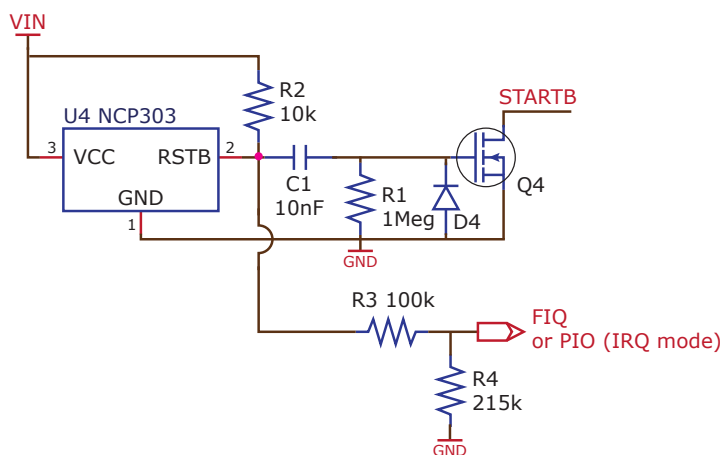 VIN
R2
10k
U4 NCP303
STARTB
3
VCC
RSTB
2
GND
1
C1
10nF
R1
1Meg
D4
Q4
GND
R3 100k
FIQ
or PIO (IRQ mode)
R4
215k
GND